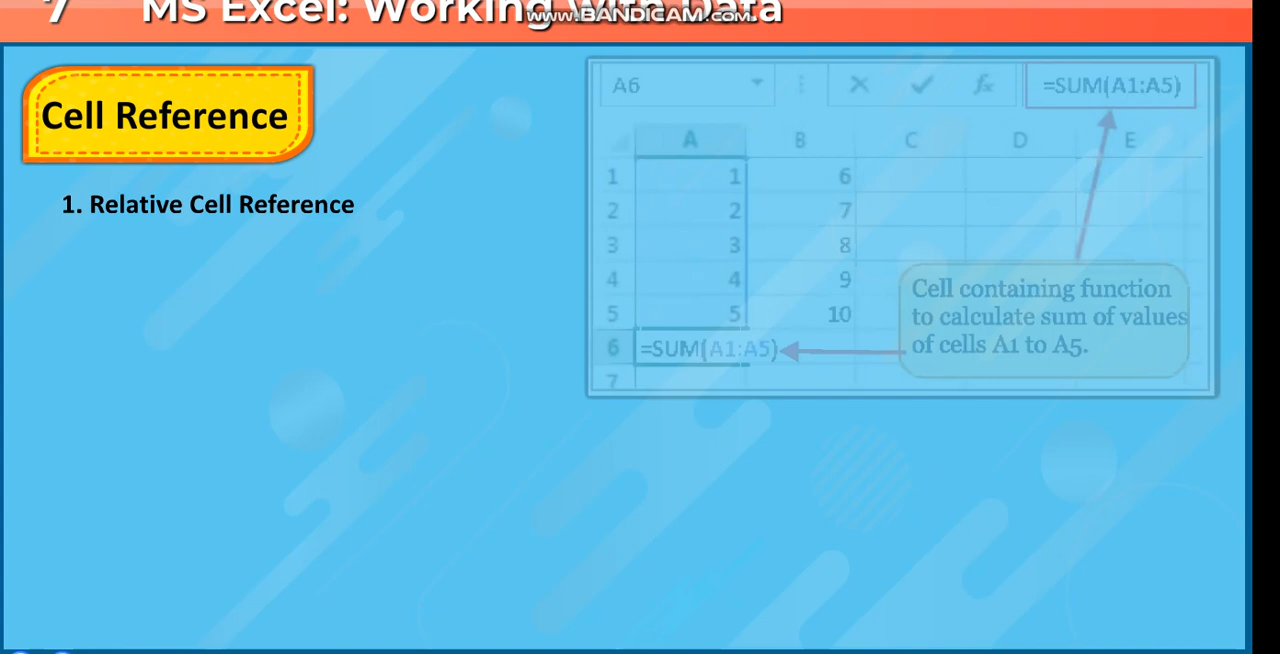 7 MS Excel: Working With Data
www.BANDICAM.com
Cell Reference
1. Relative Cell Reference
A6 fx =SUM(A1:A5)
A B C D E
1 1 6
2 2 7
3 3 8
4 4 9
5 5 10
6 =SUM(A1:A5)
7
Cell containing function
to calculate sum of values
of cells A1 to A5.